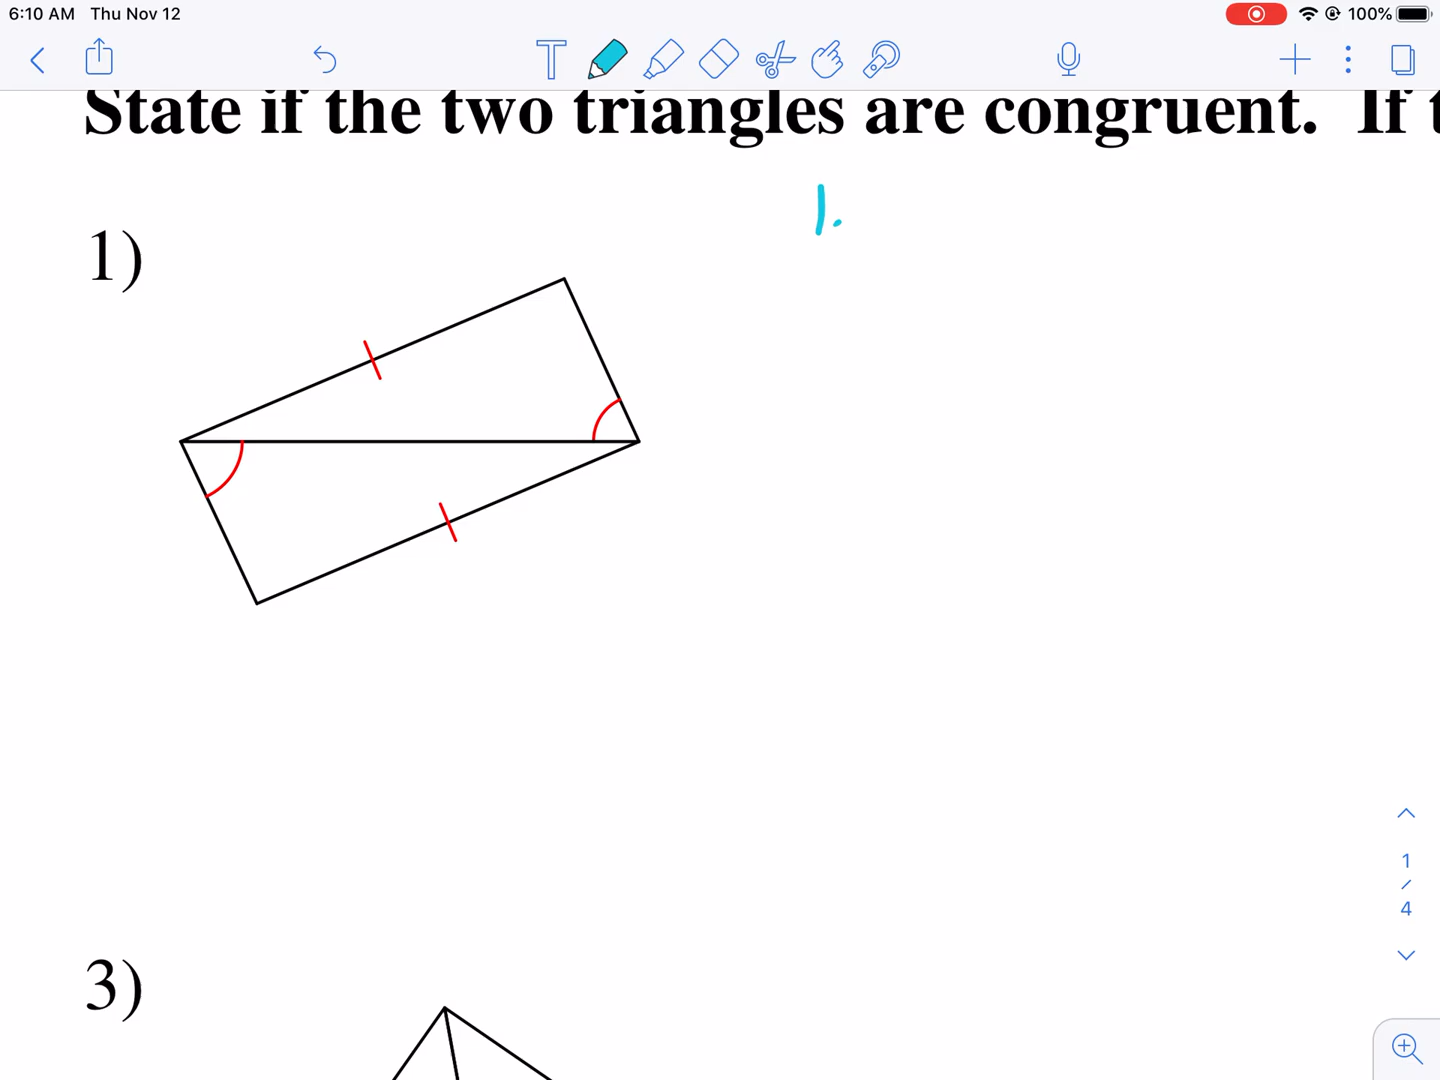 6:10 AM Thu Nov 12 100%
T
State if the two triangles are congruent. If t
1.
1)
1
/
4
3)